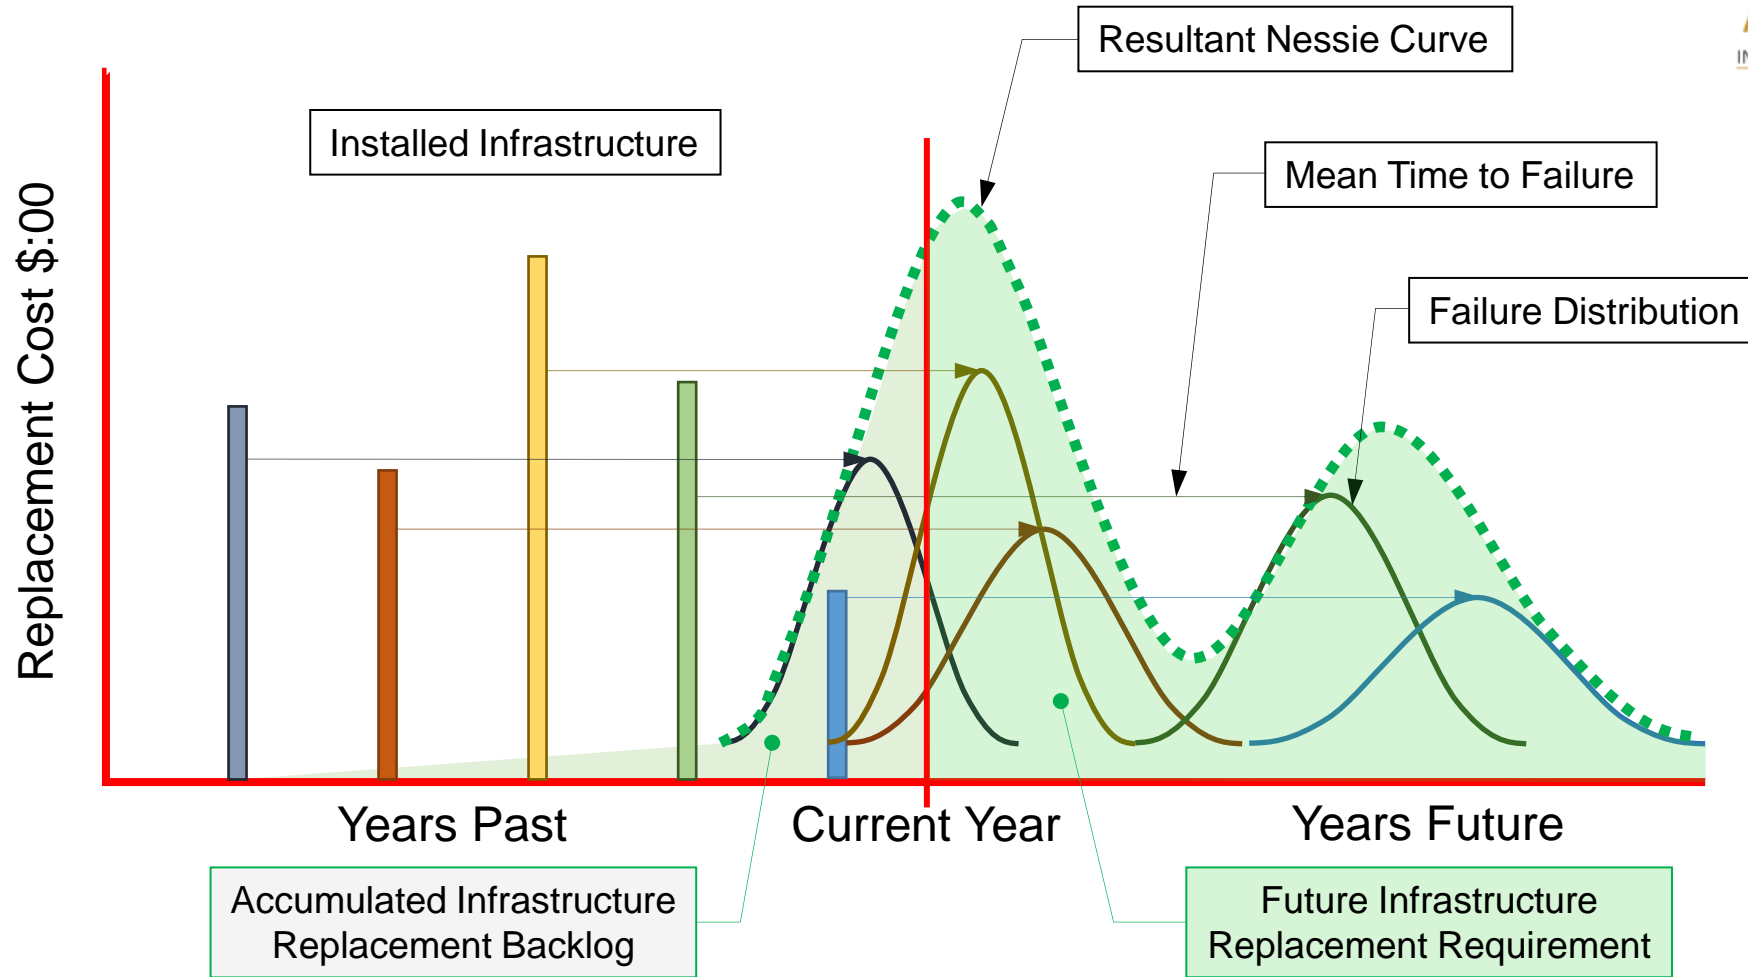 Resultant Nessie Curve
Installed Infrastructure
Mean Time to Failure
Failure Distribution
Replacement Cost $:00
Years Past
Current Year
Years Future
Accumulated Infrastructure
Replacement Backlog
Future Infrastructure
Replacement Requirement